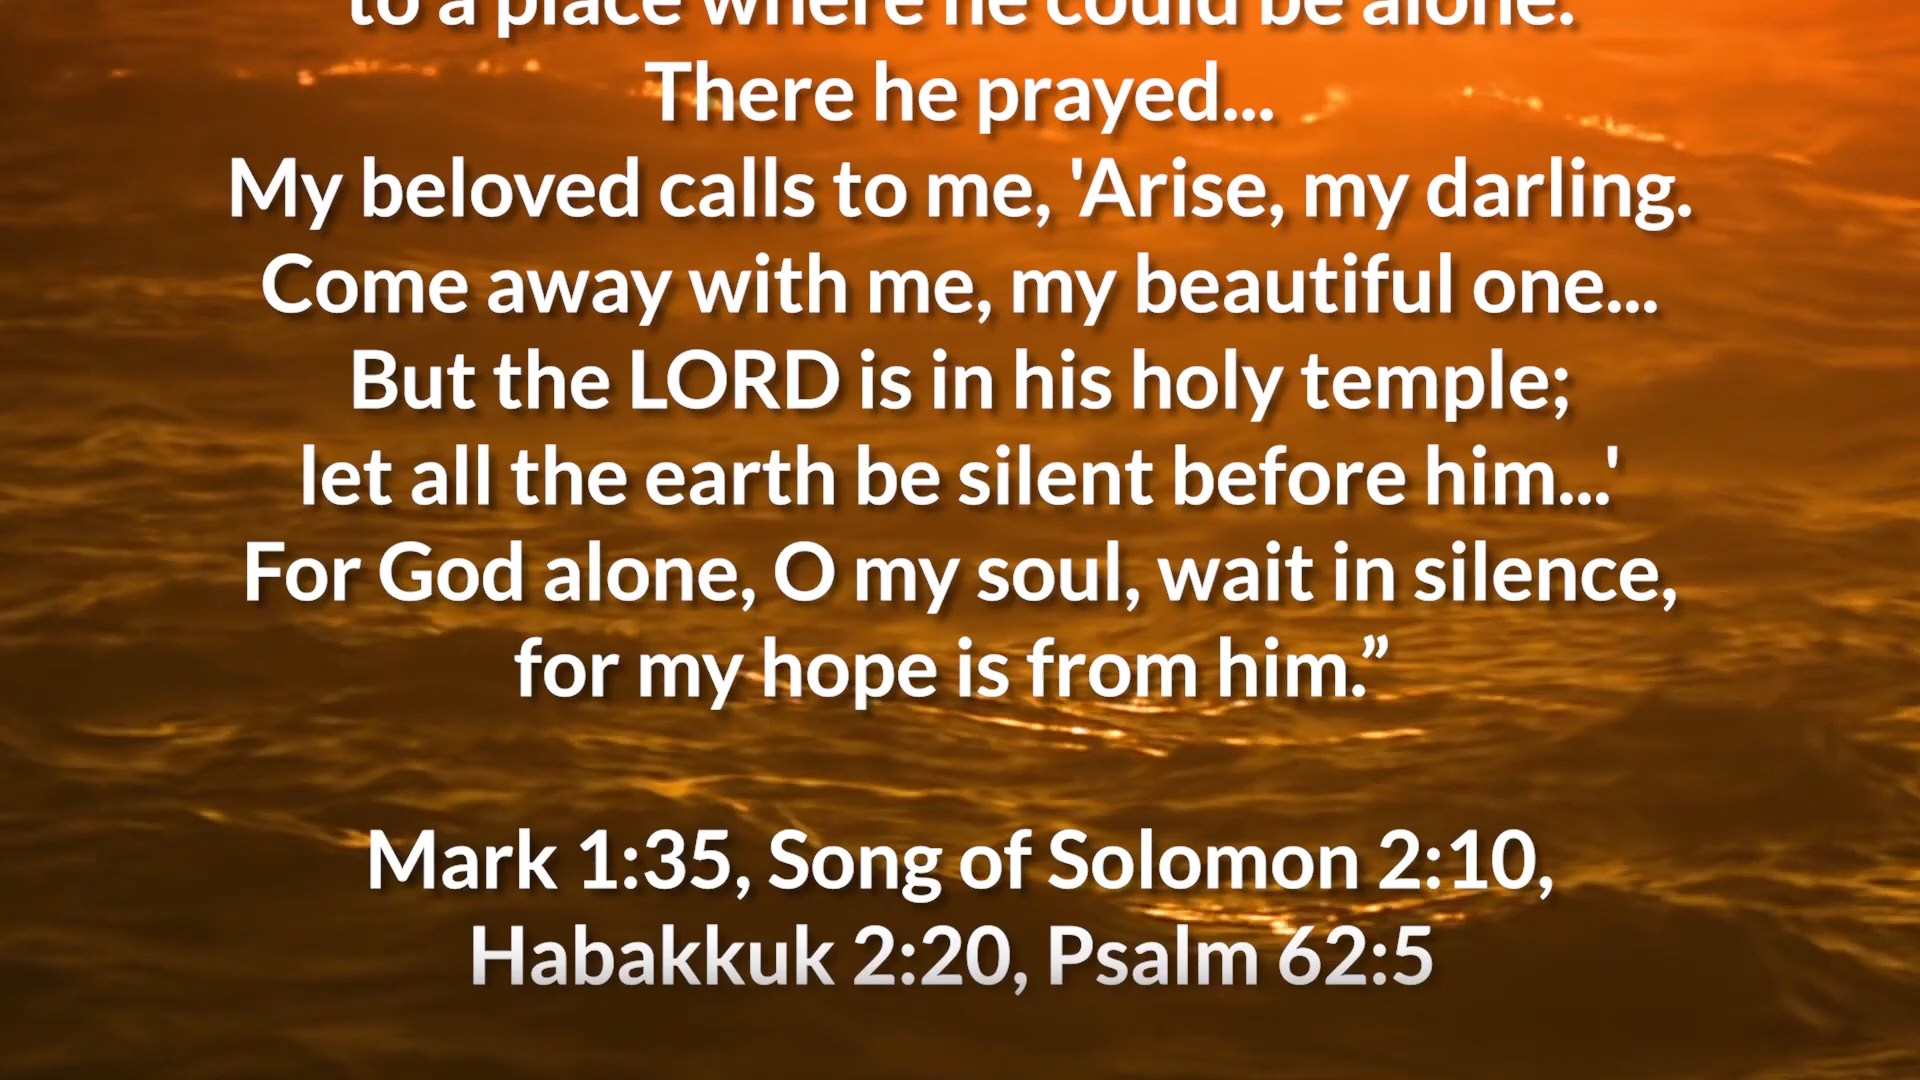 to a place where he could be alone.
There he prayed...
My beloved calls to me, 'Arise, my darling.
Come away with me, my beautiful one...
But the LORD is in his holy temple;
let all the earth be silent before him...'
For God alone, O my soul, wait in silence,
for my hope is from him.”
Mark 1:35, Song of Solomon 2:10,
Habakkuk 2:20, Psalm 62:5